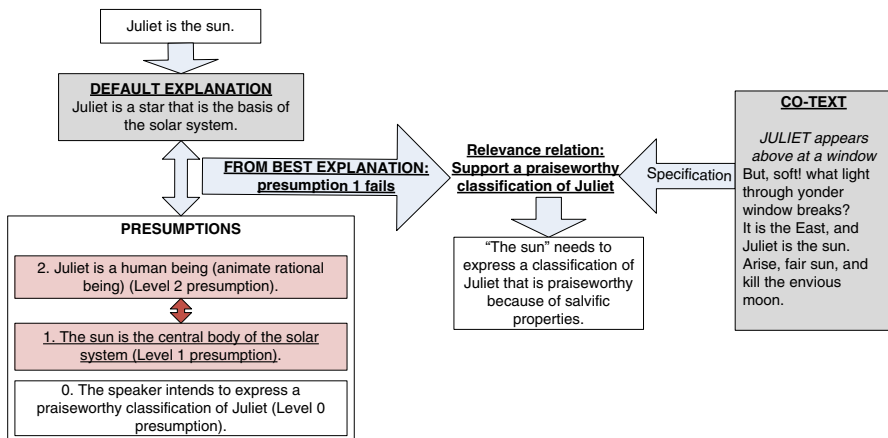 Juliet is the sun.
DEFAULT EXPLANATION
Juliet is a star that is the basis of
the solar system.
FROM BEST EXPLANATION:
presumption 1 fails
Relevance relation:
Support a praiseworthy
classification of Juliet
Specification
CO-TEXT
JULIET appears
above at a window
But, soft! what light
through yonder
window breaks?
It is the East, and
Juliet is the sun.
Arise, fair sun, and
kill the envious
moon.
PRESUMPTIONS
2. Juliet is a human being (animate rational
being) (Level 2 presumption).
1. The sun is the central body of the solar
system (Level 1 presumption).
0. The speaker intends to express a
praiseworthy classification of Juliet (Level 0
presumption).
“The sun” needs to
express a classification of
Juliet that is praiseworthy
because of salvific
properties.